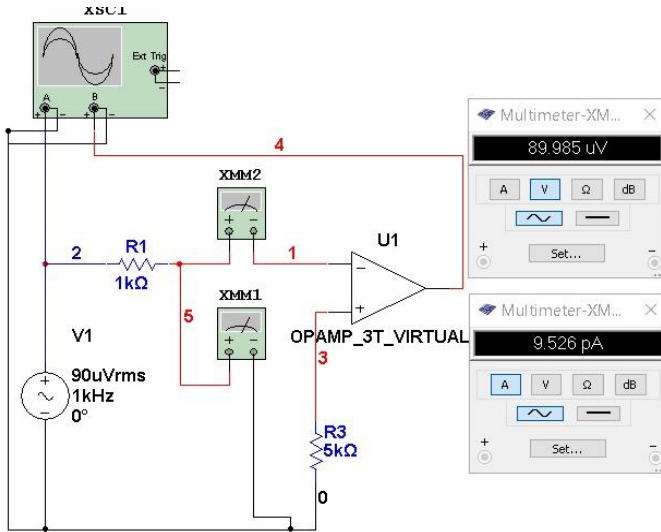 XSC1
Ext Trig
+
−
A
B
+ − + −
4
XMM2
+ −
2
R1
1kΩ
1
U1
5
XMM1
+ −
−
+
OPAMP_3T_VIRTUAL
3
V1
+
−
90uVrms
1kHz
0°
R3
5kΩ
0
Multimeter-XM... ×
89.985 uV
A V Ω dB
+ Set... −
Multimeter-XM... ×
9.526 pA
A V Ω dB
+ Set... −